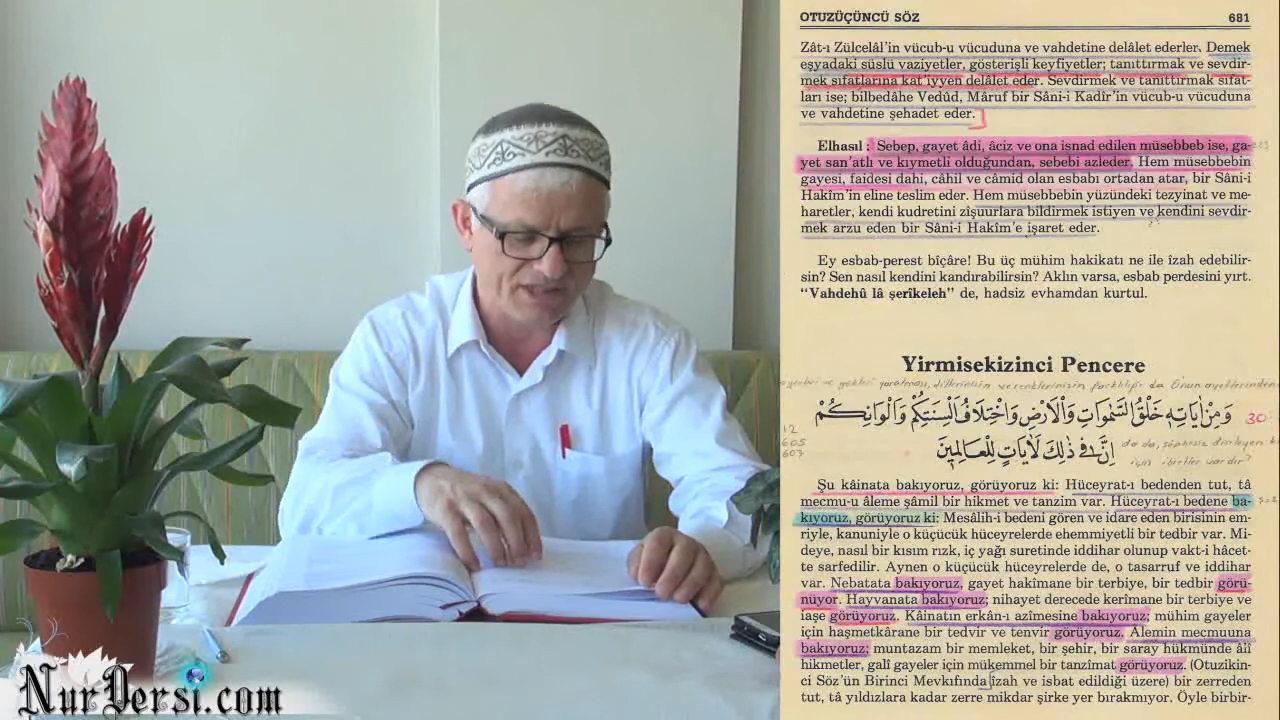 OTUZÜÇÜNCÜ SÖZ 681
Zât-ı Zülcelâl'in vücub-u vücuduna ve vahdetine delâlet ederler. Demek
eşyadaki süslü vaziyetler, gösterişli keyfiyetler; tanıttırmak ve sevdir-
mek sıfatlarına kat'iyyen delâlet eder. Sevdirmek ve tanıttırmak sıfat-
ları ise; bilbedâhe Vedûd, Mâruf bir Sâni-i Kadîr'in vücub-u vücuduna
ve vahdetine şehadet eder.
Elhasıl: Sebep, gayet âdi, âciz ve ona isnad edilen müsebbeb ise, ga-
yet san'atlı ve kıymetli olduğundan, sebebi azleder. Hem müsebbebin
gayesi, faidesi dahi, câhil ve câmid olan esbabı ortadan atar, bir Sâni-i
Hakîm'in eline teslim eder. Hem müsebbebin yüzündeki tezyinat ve me-
haretler, kendi kudretini zîşuurlara bildirmek istiyen ve kendini sevdir-
mek arzu eden bir Sâni-i Hakîm'e işaret eder.
Ey esbab-perest bîçâre! Bu üç mühim hakikatı ne ile izah edebilir-
sin? Sen nasıl kendini kandırabilirsin? Aklın varsa, esbab perdesini yırt.
"Vahdehû lâ şerîkeleh" de, hadsiz evhamdan kurtul.
Yirmisekizinci Pencere
وَمِنْ اٰيَاتِهٖ خَلْقُ السَّمٰوَاتِ وَالْاَرْضِ وَاخْتِلَافُ اَلْسِنَتِكُمْ وَاَلْوَانِكُمْ 30
12
605
607
اِنَّ فٖى ذٰلِكَ لَاٰيَاتٍ لِلْعَالِمٖينَ
için ibretler vardır
Şu kâinata bakıyoruz, görüyoruz ki: Hüceyrat-ı bedenden tut, tâ
mecmu-u âleme şâmil bir hikmet ve tanzim var. Hüceyrat-ı bedene ba-
kıyoruz, görüyoruz ki: Mesâlih-i bedeni gören ve idare eden birisinin em-
riyle, kanuniyle o küçücük hüceyrelerde ehemmiyetli bir tedbir var. Mi-
deye, nasıl bir kısım rızk, iç yağı suretinde iddihar olunup vakt-i hâcet-
te sarfedilir. Aynen o küçücük hüceyrelerde de, o tasarruf ve iddihar
var. Nebatata bakıyoruz, gayet hakîmane bir terbiye, bir tedbir görü-
nüyor. Hayvanata bakıyoruz; nihayet derecede kerîmane bir terbiye ve
iaşe görüyoruz. Kâinatın erkân-ı azîmesine bakıyoruz; mühim gayeler
için haşmetkârane bir tedvir ve tenvir görüyoruz. Âlemin mecmuuna
bakıyoruz; muntazam bir memleket, bir şehir, bir saray hükmünde âlî
hikmetler, galî gayeler için mükemmel bir tanzîmat görüyoruz. (Otuzikin-
ci Söz'ün Birinci Mevkıfında îzah ve isbat edildiği üzere) bir zerreden
tut, tâ yıldızlara kadar zerre mikdar şirke yer bırakmıyor. Öyle birbir-
NurDersi.com